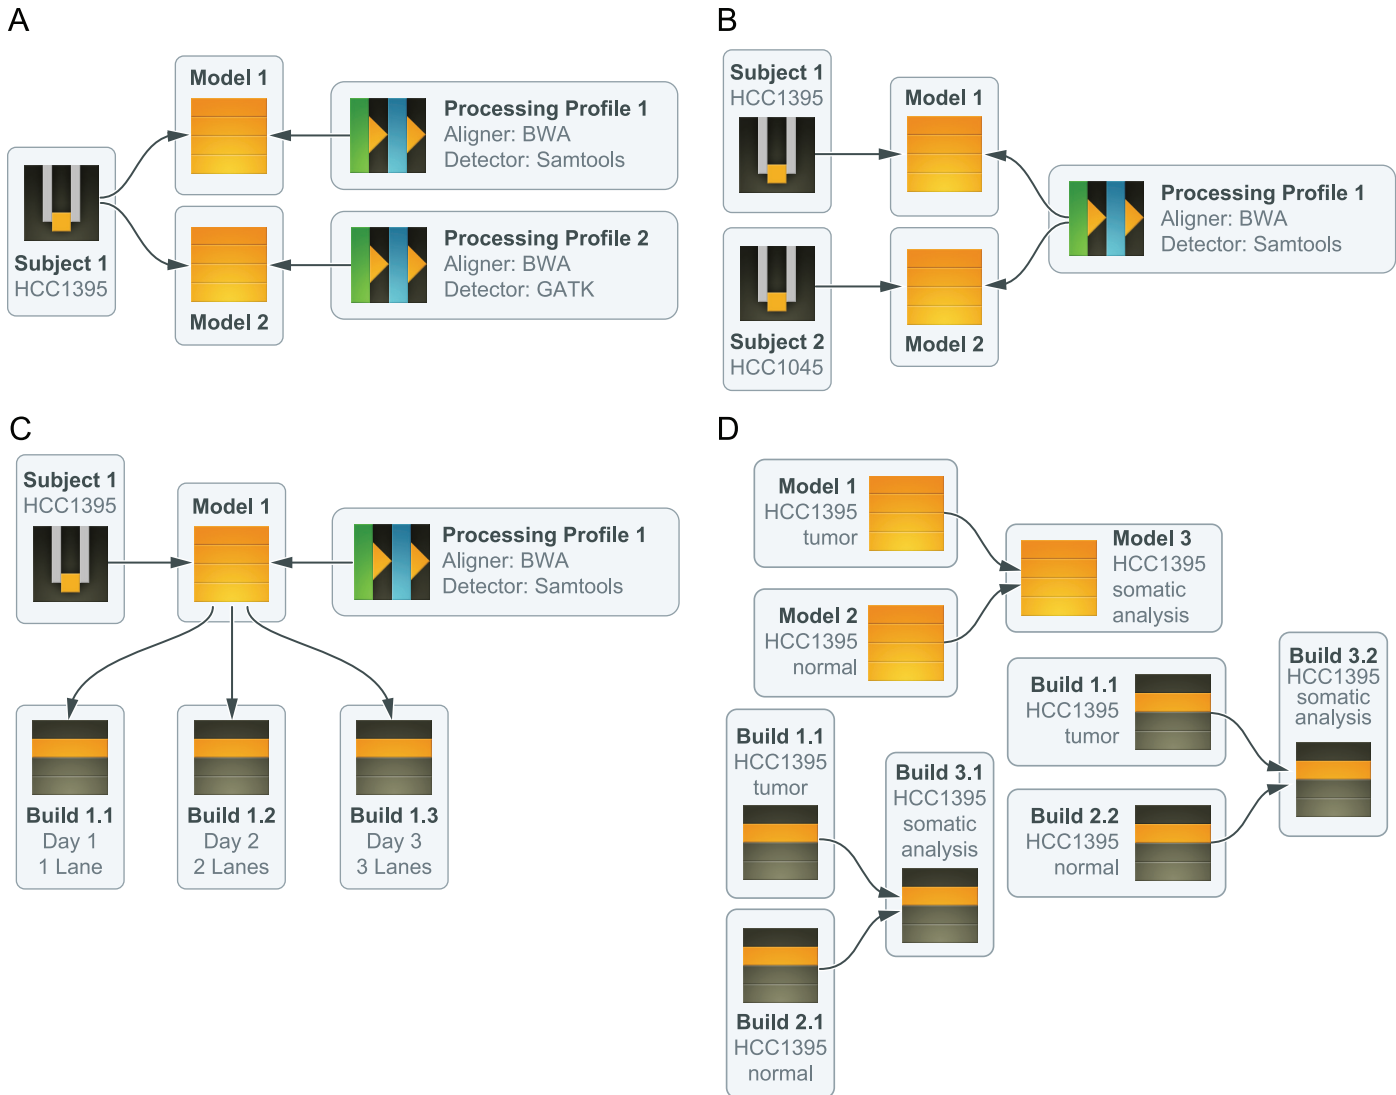 A
Model 1
Processing Profile 1
Aligner: BWA
Detector: Samtools
Subject 1
HCC1395
Processing Profile 2
Aligner: BWA
Detector: GATK
Model 2
B
Subject 1
HCC1395
Model 1
Processing Profile 1
Aligner: BWA
Detector: Samtools
Subject 2
HCC1045
Model 2
C
Subject 1
HCC1395
Model 1
Processing Profile 1
Aligner: BWA
Detector: Samtools
Build 1.1
Day 1
1 Lane
Build 1.2
Day 2
2 Lanes
Build 1.3
Day 3
3 Lanes
D
Model 1
HCC1395
tumor
Model 2
HCC1395
normal
Model 3
HCC1395
somatic
analysis
Build 1.1
HCC1395
tumor
Build 2.1
HCC1395
normal
Build 3.1
HCC1395
somatic
analysis
Build 1.1
HCC1395
tumor
Build 2.2
HCC1395
normal
Build 3.2
HCC1395
somatic
analysis